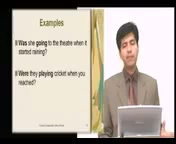 Examples
Was she going to the theatre when it
started raining?
Were they playing cricket when you
reached?